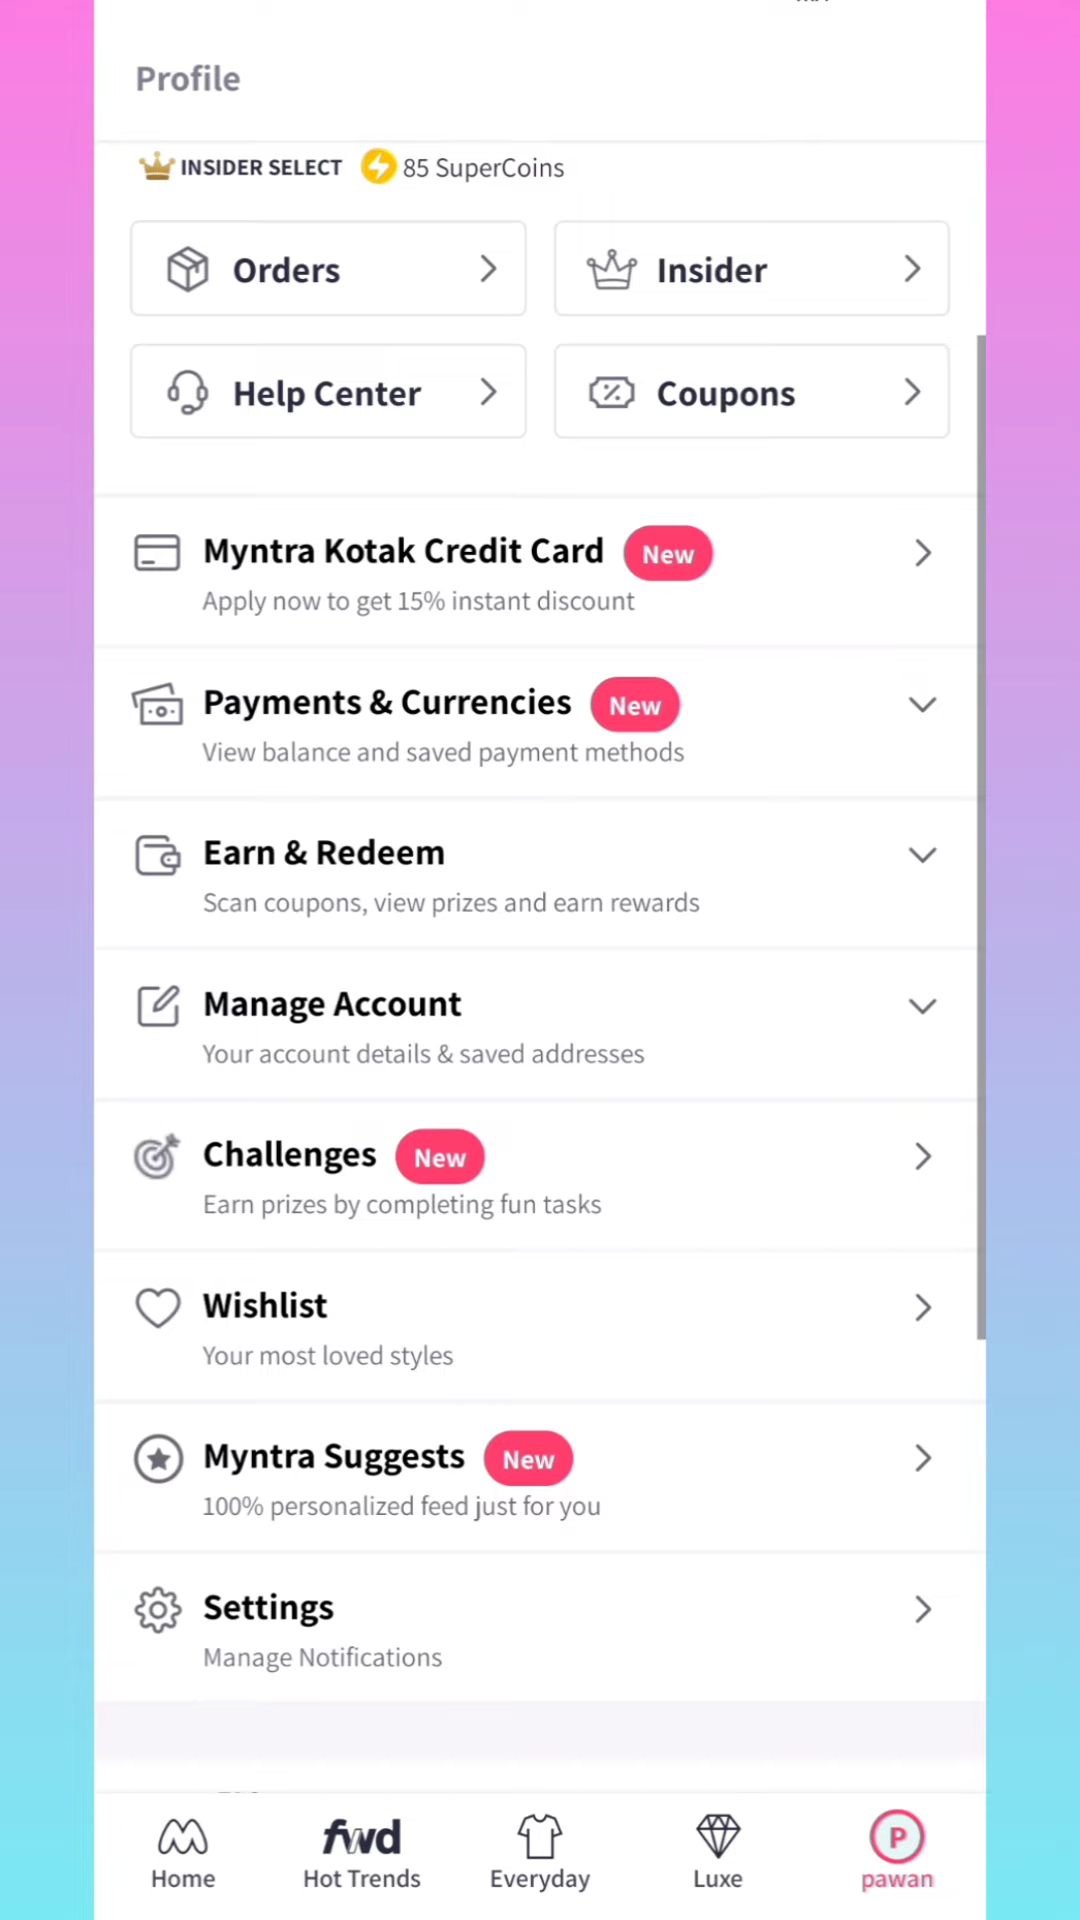 Profile
INSIDER SELECT 85 SuperCoins
Orders
Insider
Help Center
Coupons
Myntra Kotak Credit Card New
Apply now to get 15% instant discount
Payments & Currencies New
View balance and saved payment methods
Earn & Redeem
Scan coupons, view prizes and earn rewards
Manage Account
Your account details & saved addresses
Challenges New
Earn prizes by completing fun tasks
Wishlist
Your most loved styles
Myntra Suggests New
100% personalized feed just for you
Settings
Manage Notifications
fwd
Home
Hot Trends
Everyday
Luxe
P
pawan